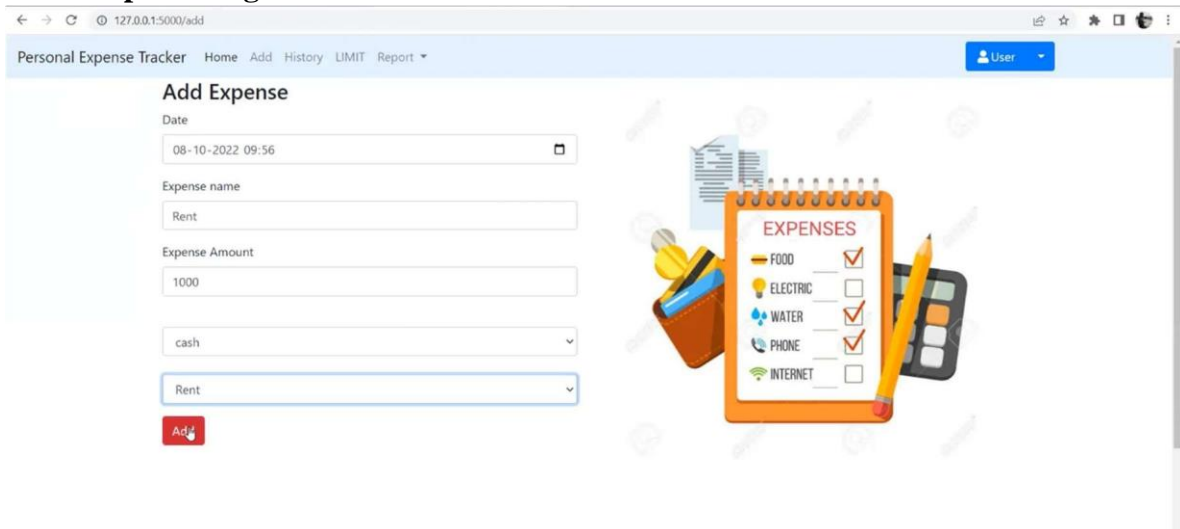 127.0.0.1:5000/add
Personal Expense Tracker Home Add History LIMIT Report User
Add Expense
Date
08-10-2022 09:56
Expense name
Rent
Expense Amount
1000
cash
Rent
Add
EXPENSES
FOOD
ELECTRIC
WATER
PHONE
INTERNET